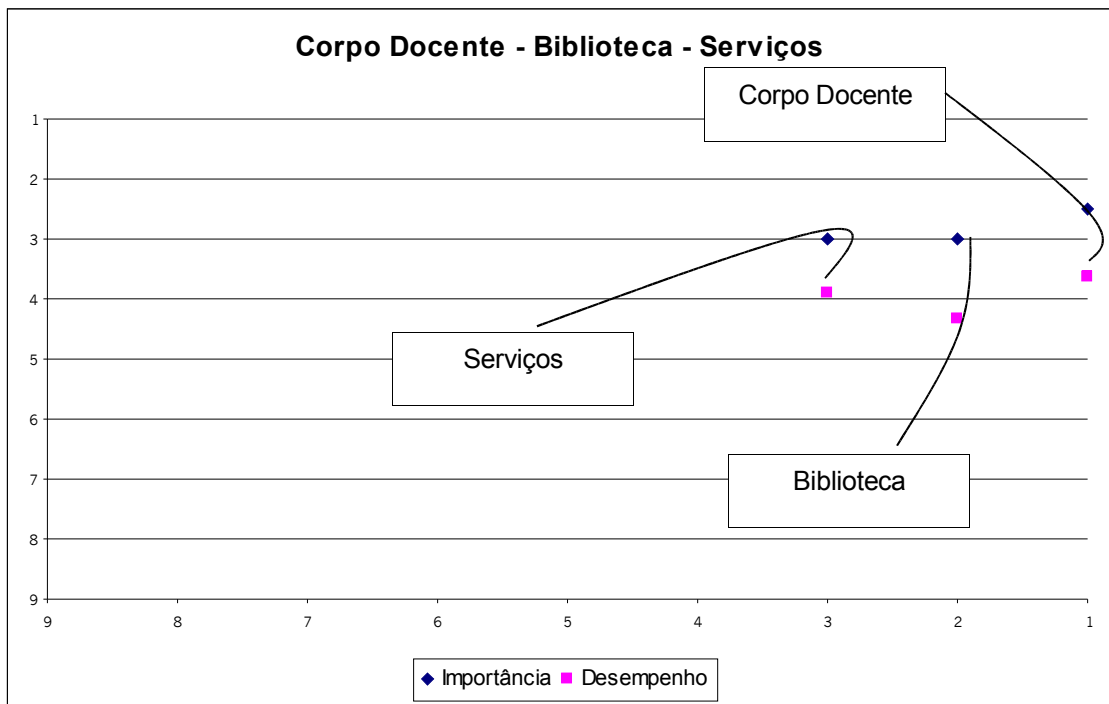 Corpo Docente - Biblioteca - Serviços
Corpo Docente
1
2
3
4
5
6
7
8
9
Serviços
Biblioteca
9 8 7 6 5 4 3 2 1
Importância Desempenho